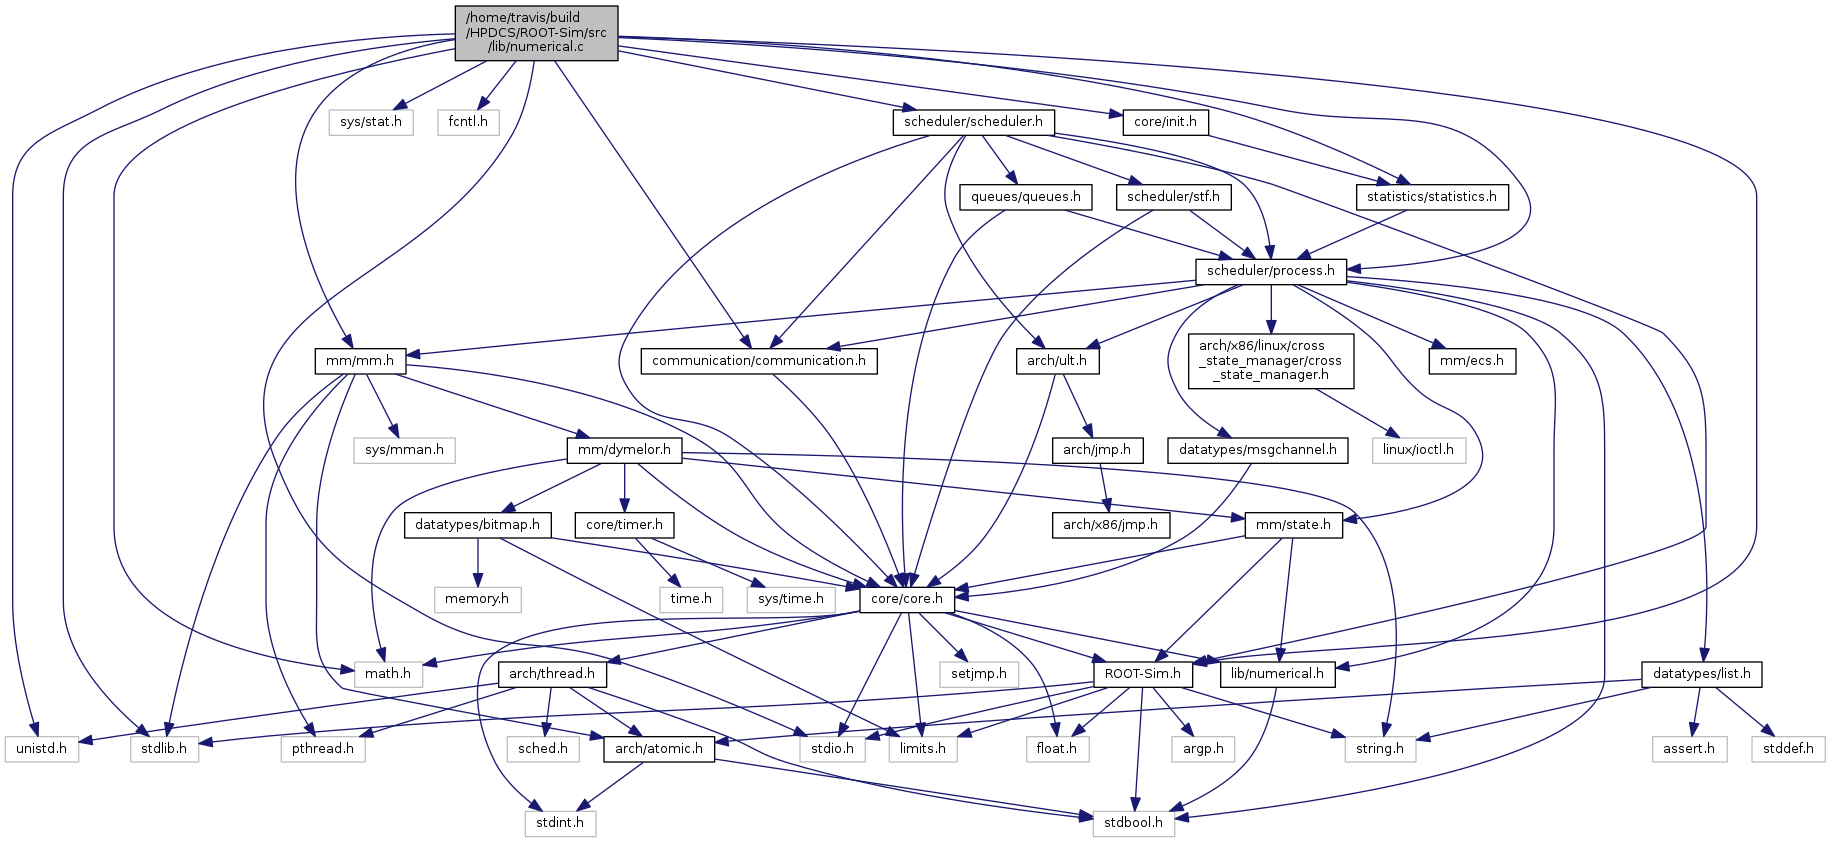 /home/travis/build
/HPDCS/ROOT-Sim/src
/lib/numerical.c
sys/stat.h
fcntl.h
scheduler/scheduler.h
core/init.h
queues/queues.h
scheduler/stf.h
statistics/statistics.h
scheduler/process.h
mm/mm.h
communication/communication.h
arch/ult.h
arch/x86/linux/cross
_state_manager/cross
_state_manager.h
mm/ecs.h
sys/mman.h
mm/dymelor.h
arch/jmp.h
datatypes/msgchannel.h
linux/ioctl.h
datatypes/bitmap.h
core/timer.h
arch/x86/jmp.h
mm/state.h
memory.h
time.h
sys/time.h
core/core.h
math.h
arch/thread.h
setjmp.h
ROOT-Sim.h
lib/numerical.h
datatypes/list.h
unistd.h
stdlib.h
pthread.h
sched.h
arch/atomic.h
stdio.h
limits.h
float.h
argp.h
string.h
assert.h
stddef.h
stdint.h
stdbool.h